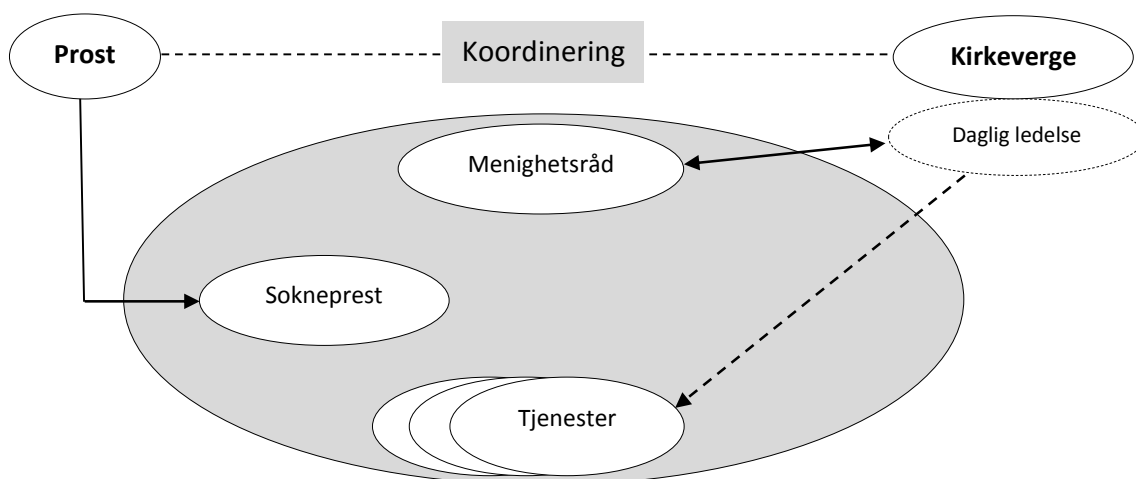 Prost
Koordinering
Kirkeverge
Daglig ledelse
Menighetsråd
Sokneprest
Tjenester